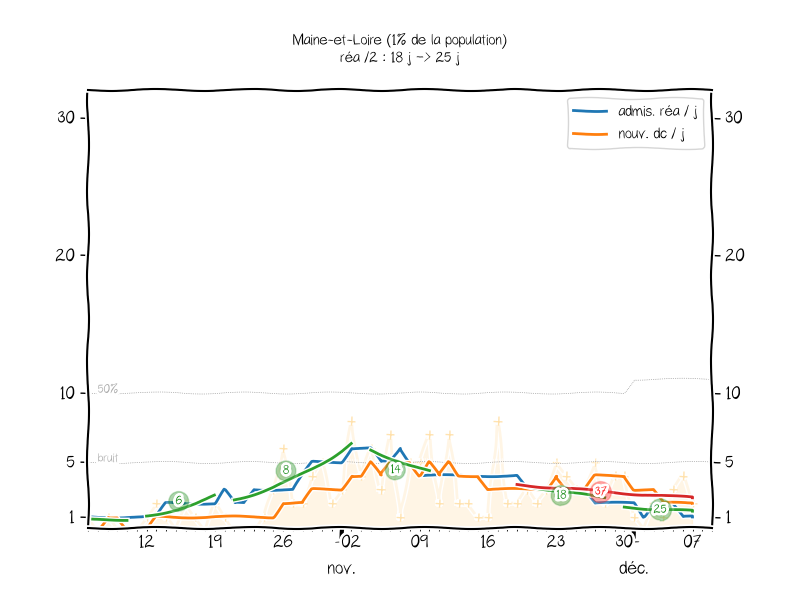 Maine-et-Loire (1% de la population)
réa /2 : 18 j -> 25 j
admis. réa / j
nouv. dc / j
30 30
20 20
50%
10 10
bruit
5 5
6 8 14 18 37 25
1 1
12 19 26 02 09 16 23 30 07
nov. déc.